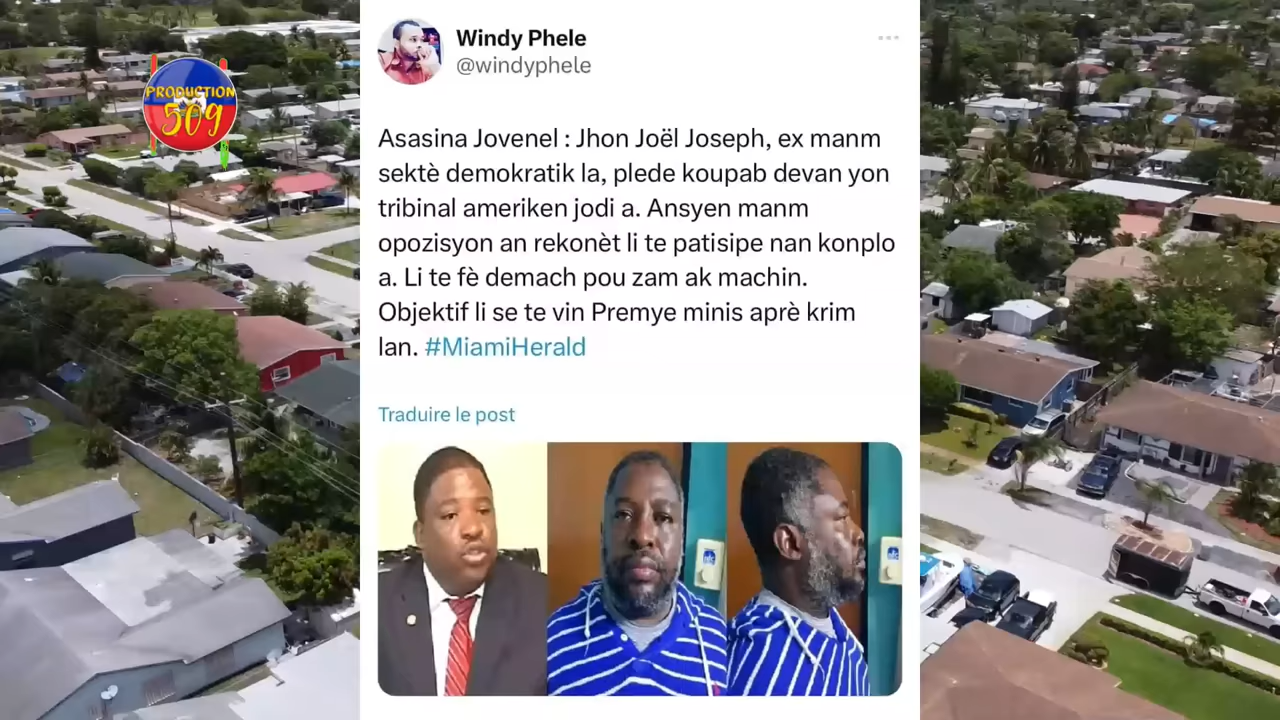 PRODUCTION
509
Windy Phele
@windyphele
Asasina Jovenel : Jhon Joël Joseph, ex manm
sektè demokratik la, plede koupab devan yon
tribinal ameriken jodi a. Ansyen manm
opozisyon an rekonèt li te patisipe nan konplo
a. Li te fè demach pou zam ak machin.
Objektif li se te vin Premye minis aprè krim
lan. #MiamiHerald
Traduire le post